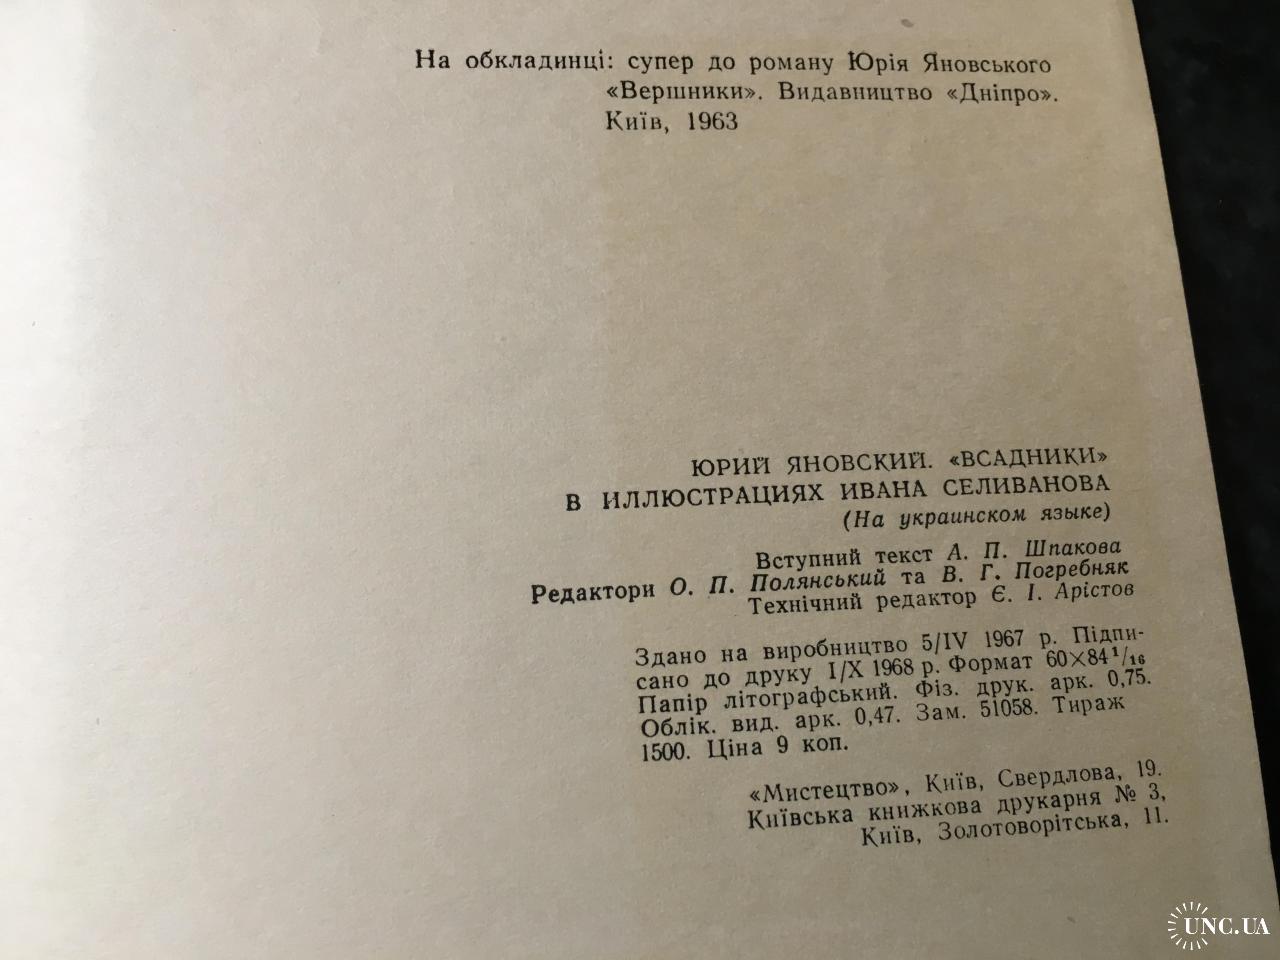 На обкладинці: супер до роману Юрія Яновського
«Вершники». Видавництво «Дніпро».
Київ, 1963
ЮРИЙ ЯНОВСКИЙ. «ВСАДНИКИ»
В ИЛЛЮСТРАЦИЯХ ИВАНА СЕЛИВАНОВА
(На украинском языке)
Вступний текст А. П. Шпакова
Редактори О. П. Полянський та В. Г. Погребняк
Технічний редактор Є. І. Арістов
Здано на виробництво 5/IV 1967 р. Підпи-
сано до друку I/X 1968 р. Формат 60×84¹/₁₆
Папір літографський. Фіз. друк. арк. 0,75.
Облік. вид. арк. 0,47. Зам. 51058. Тираж
1500. Ціна 9 коп.
«Мистецтво», Київ, Свердлова, 19.
Київська книжкова друкарня № 3,
Київ, Золотоворітська, 11.
UNC.UA